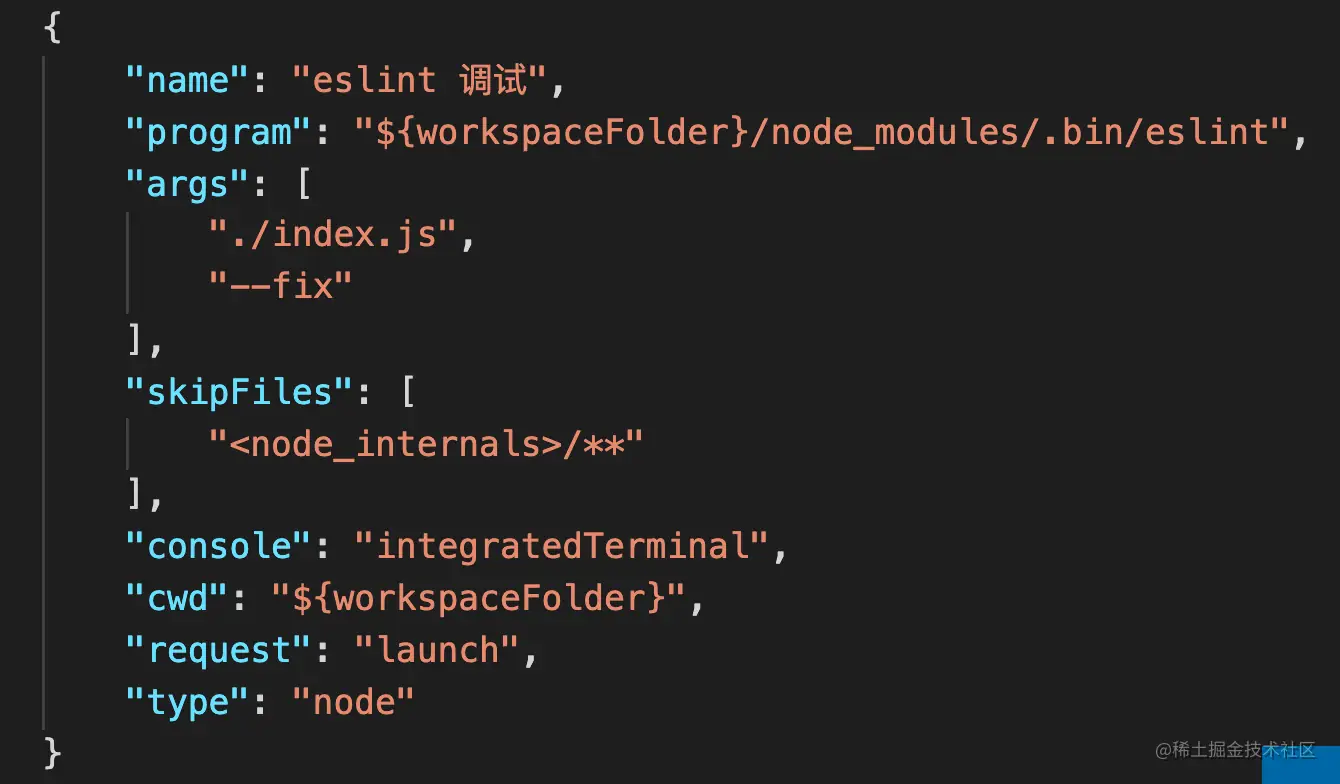 {
"name": "eslint 调试",
"program": "${workspaceFolder}/node_modules/.bin/eslint",
"args": [
"./index.js",
"--fix"
],
"skipFiles": [
"<node_internals>/**"
],
"console": "integratedTerminal",
"cwd": "${workspaceFolder}",
"request": "launch",
"type": "node"
}
@稀土掘金技术社区